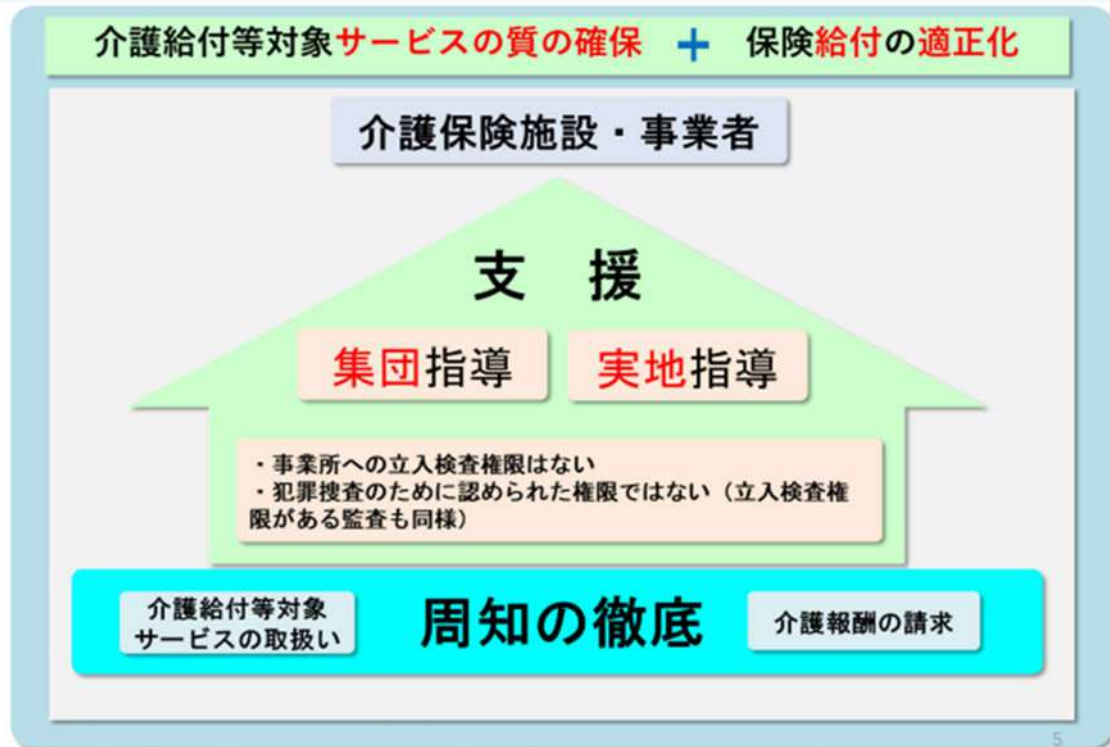 介護給付等対象サービスの質の確保 + 保険給付の適正化
介護保険施設・事業者
支 援
集団指導
実地指導
・事業所への立入検査権限はない
・犯罪捜査のために認められた権限ではない（立入検査権
限がある監査も同様）
介護給付等対象
サービスの取扱い
周知の徹底
介護報酬の請求
5